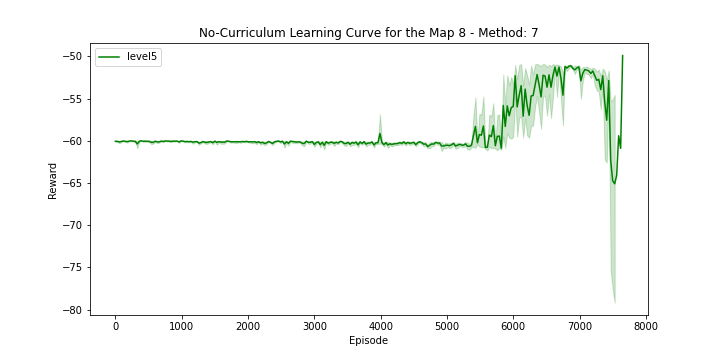 No-Curriculum Learning Curve for the Map 8 - Method: 7
level5
Reward
−50
−55
−60
−65
−70
−75
−80
0 1000 2000 3000 4000 5000 6000 7000 8000
Episode